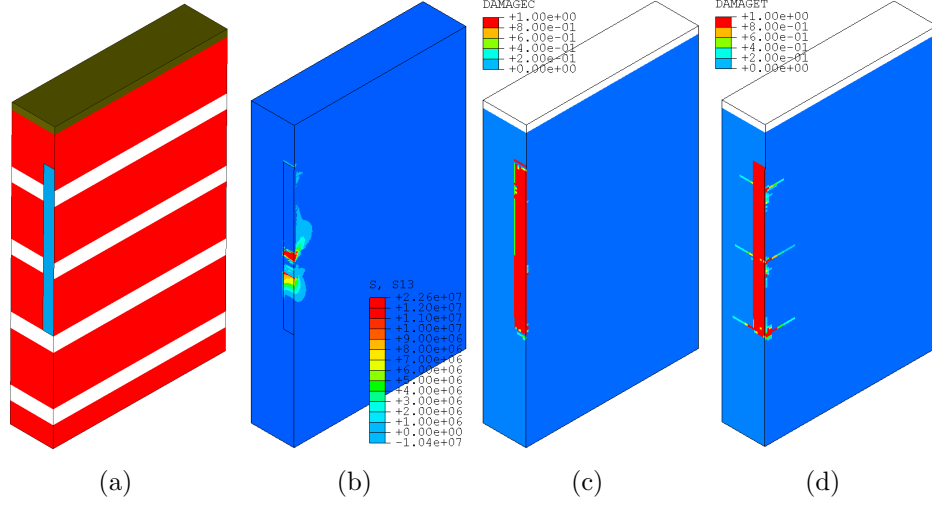 DAMAGEC
+1.00e+00
+8.00e-01
+6.00e-01
+4.00e-01
+2.00e-01
+0.00e+00
DAMAGET
+1.00e+00
+8.00e-01
+6.00e-01
+4.00e-01
+2.00e-01
+0.00e+00
S, S13
+2.26e+07
+1.20e+07
+1.10e+07
+1.00e+07
+9.00e+06
+8.00e+06
+7.00e+06
+6.00e+06
+5.00e+06
+4.00e+06
+3.00e+06
+2.00e+06
+1.00e+06
+0.00e+00
-1.04e+07
(a) (b) (c) (d)